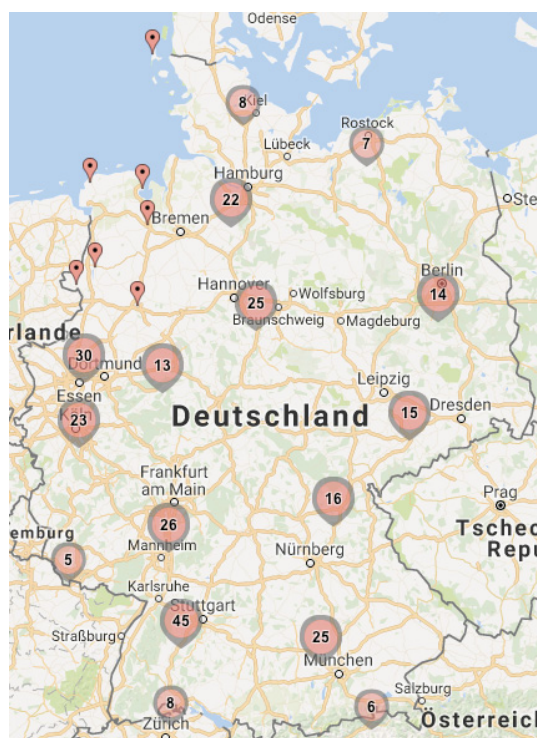 Odense
8
Kiel
Rostock
7
Lübeck
Hamburg
22
Ste
Bremen
Berlin
14
Hannover
25
Wolfsburg
Braunschweig
Magdeburg
rlande
30
Dortmund
13
Essen
Leipzig
Köln
23
15
Dresden
Deutschland
Frankfurt
am Main
16
Prag
26
emburg
Tschec
Repu
5
Mannheim
Nürnberg
Karlsruhe
Stuttgart
45
Straßburg
25
München
8
Salzburg
6
Österreich
Zürich